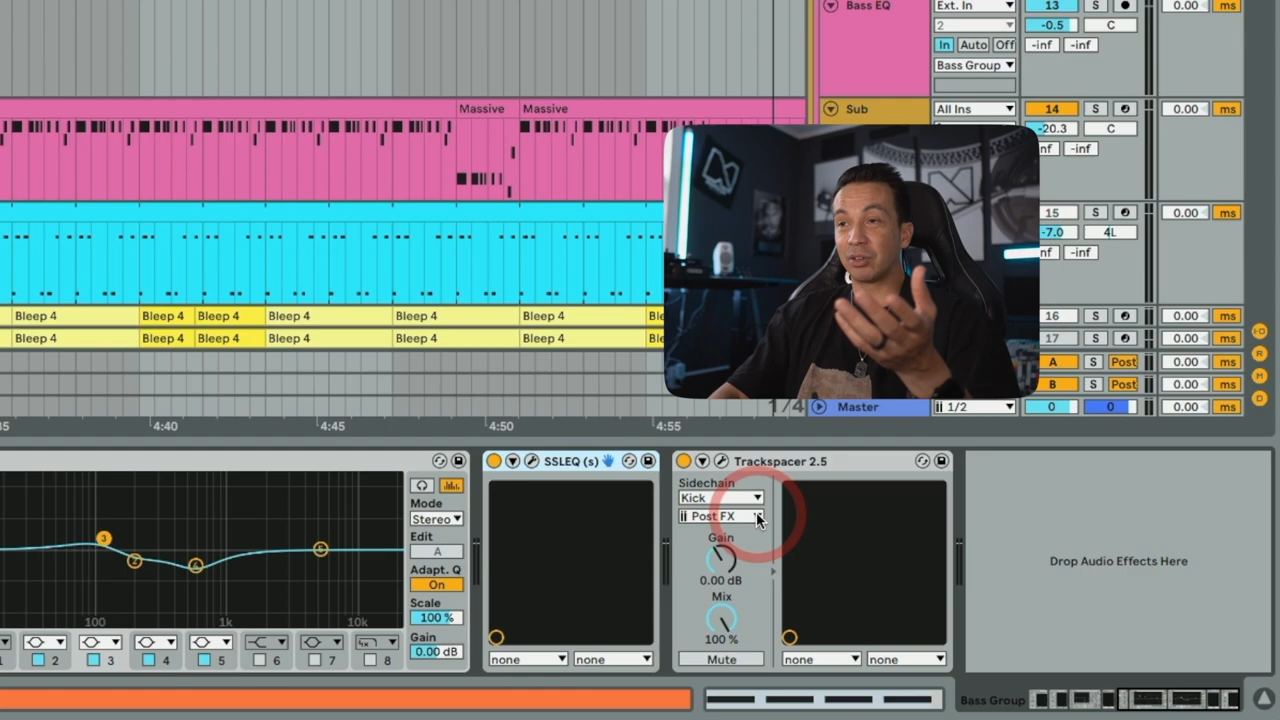 Bass EQ
Ext. In
13
S
0.00
ms
2
-0.5
C
In
Auto
Off
-inf
-inf
Bass Group
Massive
Massive
Sub
All Ins
14
S
0.00
ms
-20.3
C
-inf
15
S
0.00
ms
-7.0
4L
-inf
Bleep 4
Bleep 4
Bleep 4
Bleep 4
Bleep 4
Bleep 4
16
S
0.00
ms
Bleep 4
Bleep 4
Bleep 4
Bleep 4
Bleep 4
Bleep 4
17
S
0.00
ms
A
S
Post
0.00
ms
B
S
Post
0.00
ms
1/4
Master
1/2
0
0
0.00
ms
I·O
R
M
D
4:40
4:45
4:50
4:55
SSLEQ (s)
Trackspacer 2.5
Mode
Stereo
Edit
A
Adapt. Q
On
Scale
100 %
Gain
0.00 dB
3
2
4
5
100
1k
10k
1
2
3
4
5
6
7
8
none
none
Sidechain
Kick
Post FX
Gain
0.00 dB
Mix
100 %
Mute
none
none
Drop Audio Effects Here
Bass Group